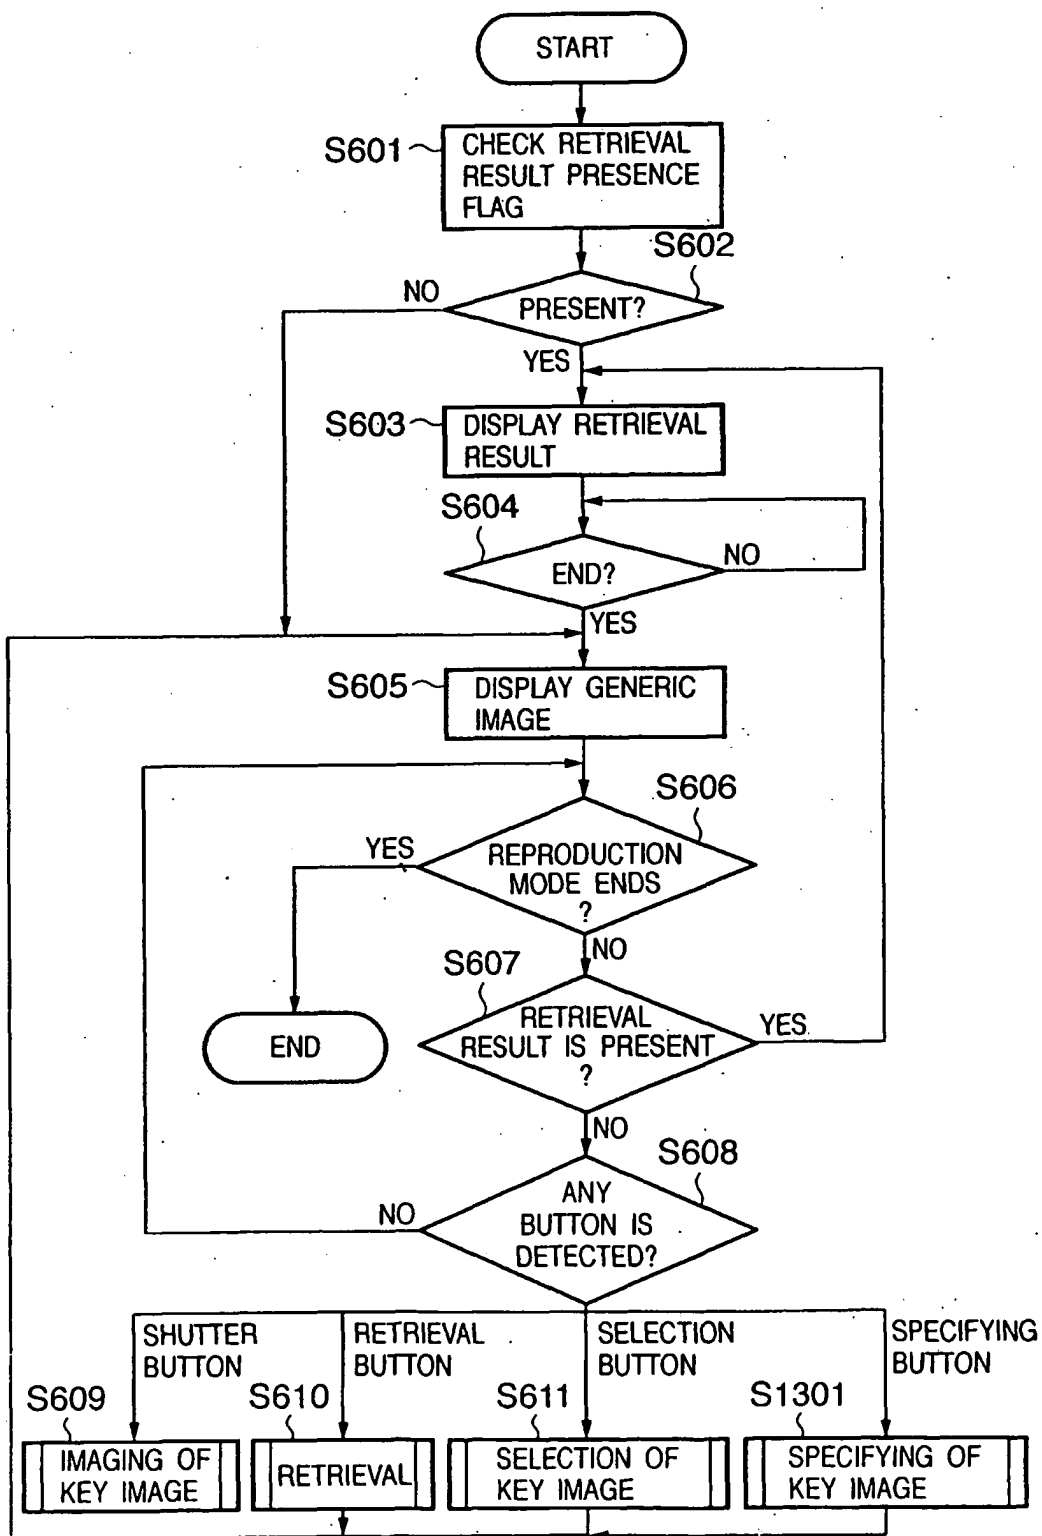 START
S601
CHECK RETRIEVAL
RESULT PRESENCE
FLAG
S602
NO
PRESENT?
YES
S603
DISPLAY RETRIEVAL
RESULT
S604
NO
END?
YES
S605
DISPLAY GENERIC
IMAGE
S606
YES
REPRODUCTION
MODE ENDS
?
NO
S607
RETRIEVAL
RESULT IS PRESENT
?
YES
END
NO
S608
NO
ANY
BUTTON IS
DETECTED?
SHUTTER
BUTTON
RETRIEVAL
BUTTON
SELECTION
BUTTON
SPECIFYING
BUTTON
S609
S610
S611
S1301
IMAGING OF
KEY IMAGE
RETRIEVAL
SELECTION OF
KEY IMAGE
SPECIFYING OF
KEY IMAGE